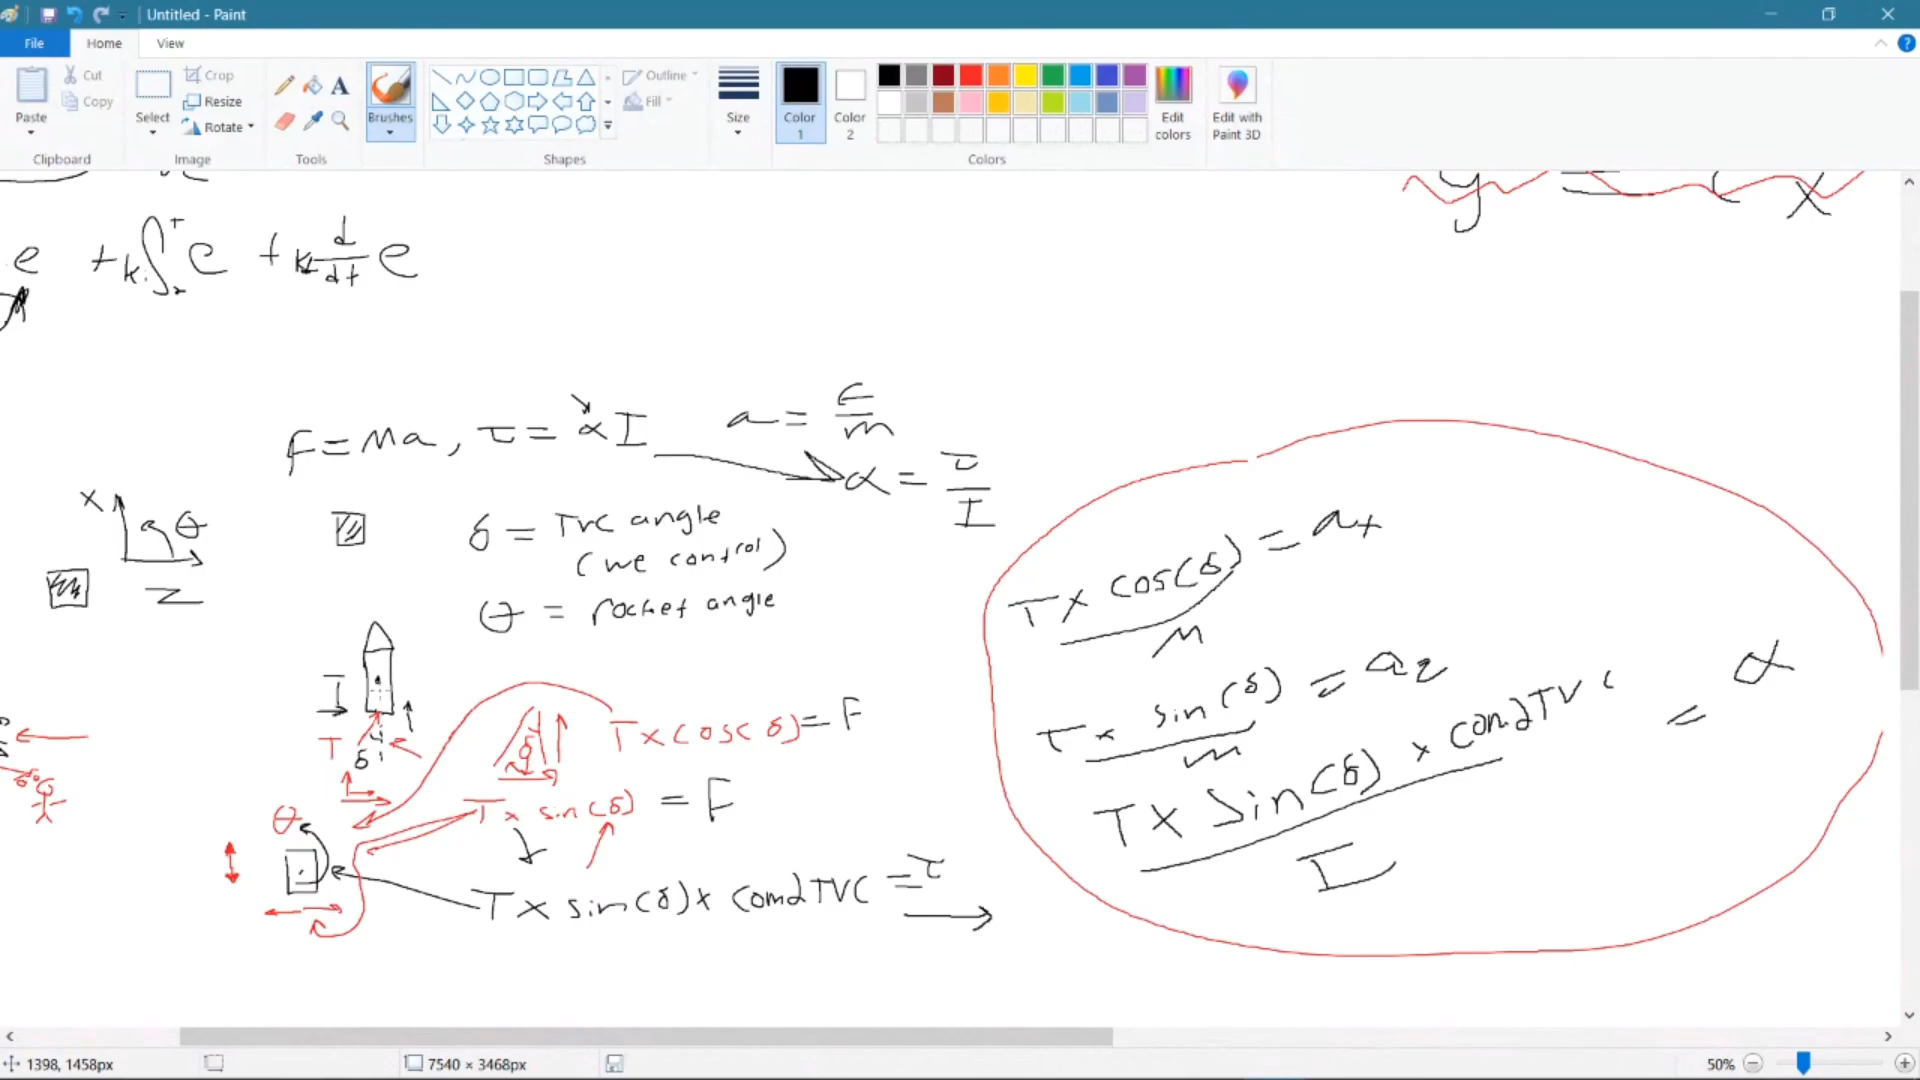 Untitled - Paint
File Home View
Paste
Cut
Copy
Clipboard
Select
Crop
Resize
Rotate
Image
Tools
Brushes
Shapes
Outline
Fill
Size
Color 1
Color 2
Edit colors
Edit with Paint 3D
Colors
y = x
e + k ∫ e + k d/dt e
F = ma, τ = αI
a = F/m
α = τ/I
X
θ
Z
δ = TVC angle
(we control)
θ = rocket angle
I
T
δ
T x cos(δ) = F
T x sin(δ) = F
θ
T x sin(δ) x com2TVC = τ
T x cos(δ) / M = ax
T x sin(δ) / m = az
T x sin(δ) x com2TVC / I = α
1398, 1458px
7540 × 3468px
50%